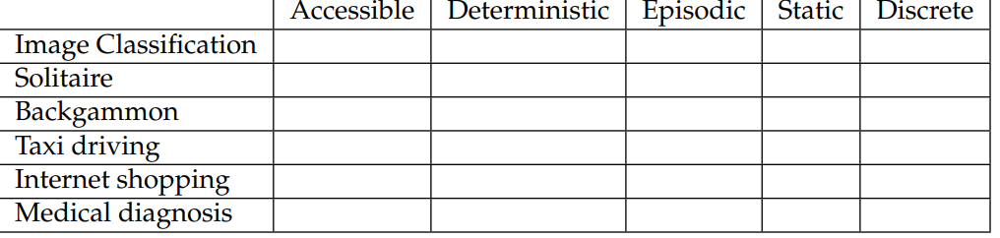 Accessible Deterministic Episodic Static Discrete
Image Classification
Solitaire
Backgammon
Taxi driving
Internet shopping
Medical diagnosis